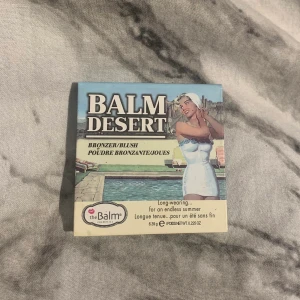 BALM
DESERT
BRONZER/BLUSH
POUDRE BRONZANTE/JOUES
theBalm®
Long-wearing...
for an endless summer
Longue tenue...pour un été sans fin